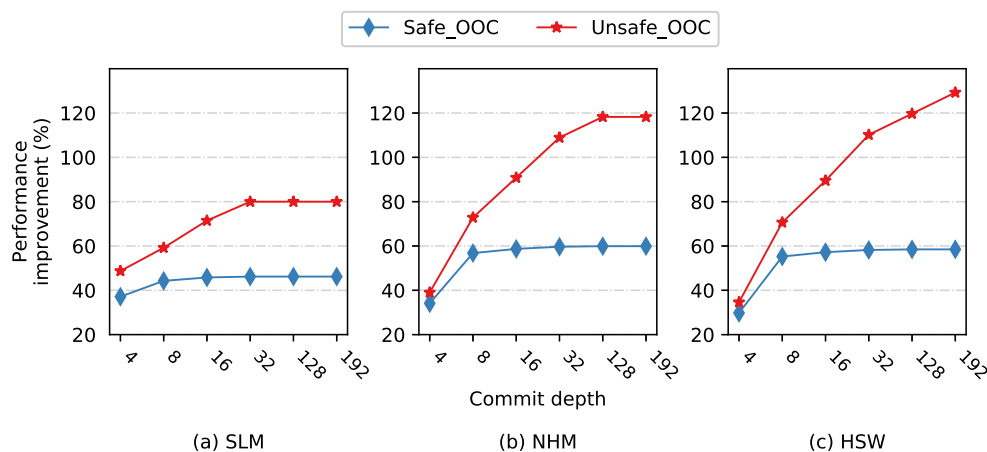 Safe_OOC Unsafe_OOC
Performance
improvement (%)
120
100
80
60
40
20
4 8 16 32 128 192
(a) SLM
120
100
80
60
40
20
4 8 16 32 128 192
Commit depth
(b) NHM
120
100
80
60
40
20
4 8 16 32 128 192
(c) HSW